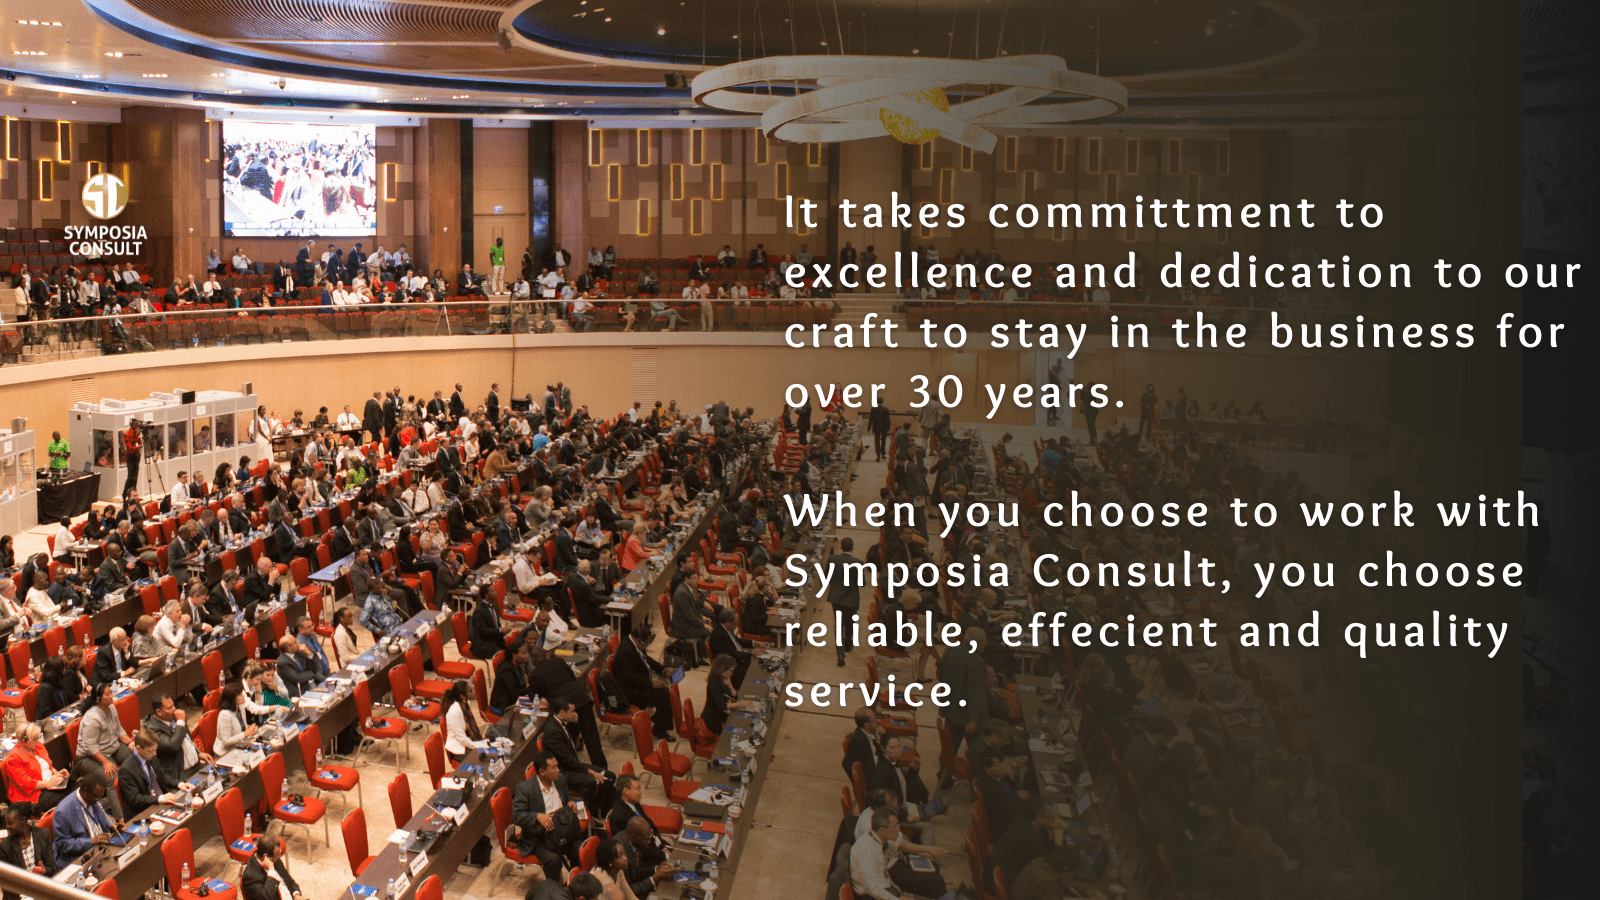 SC
SYMPOSIA
CONSULT
It takes committment to
excellence and dedication to our
craft to stay in the business for
over 30 years.
When you choose to work with
Symposia Consult, you choose
reliable, effecient and quality
service.